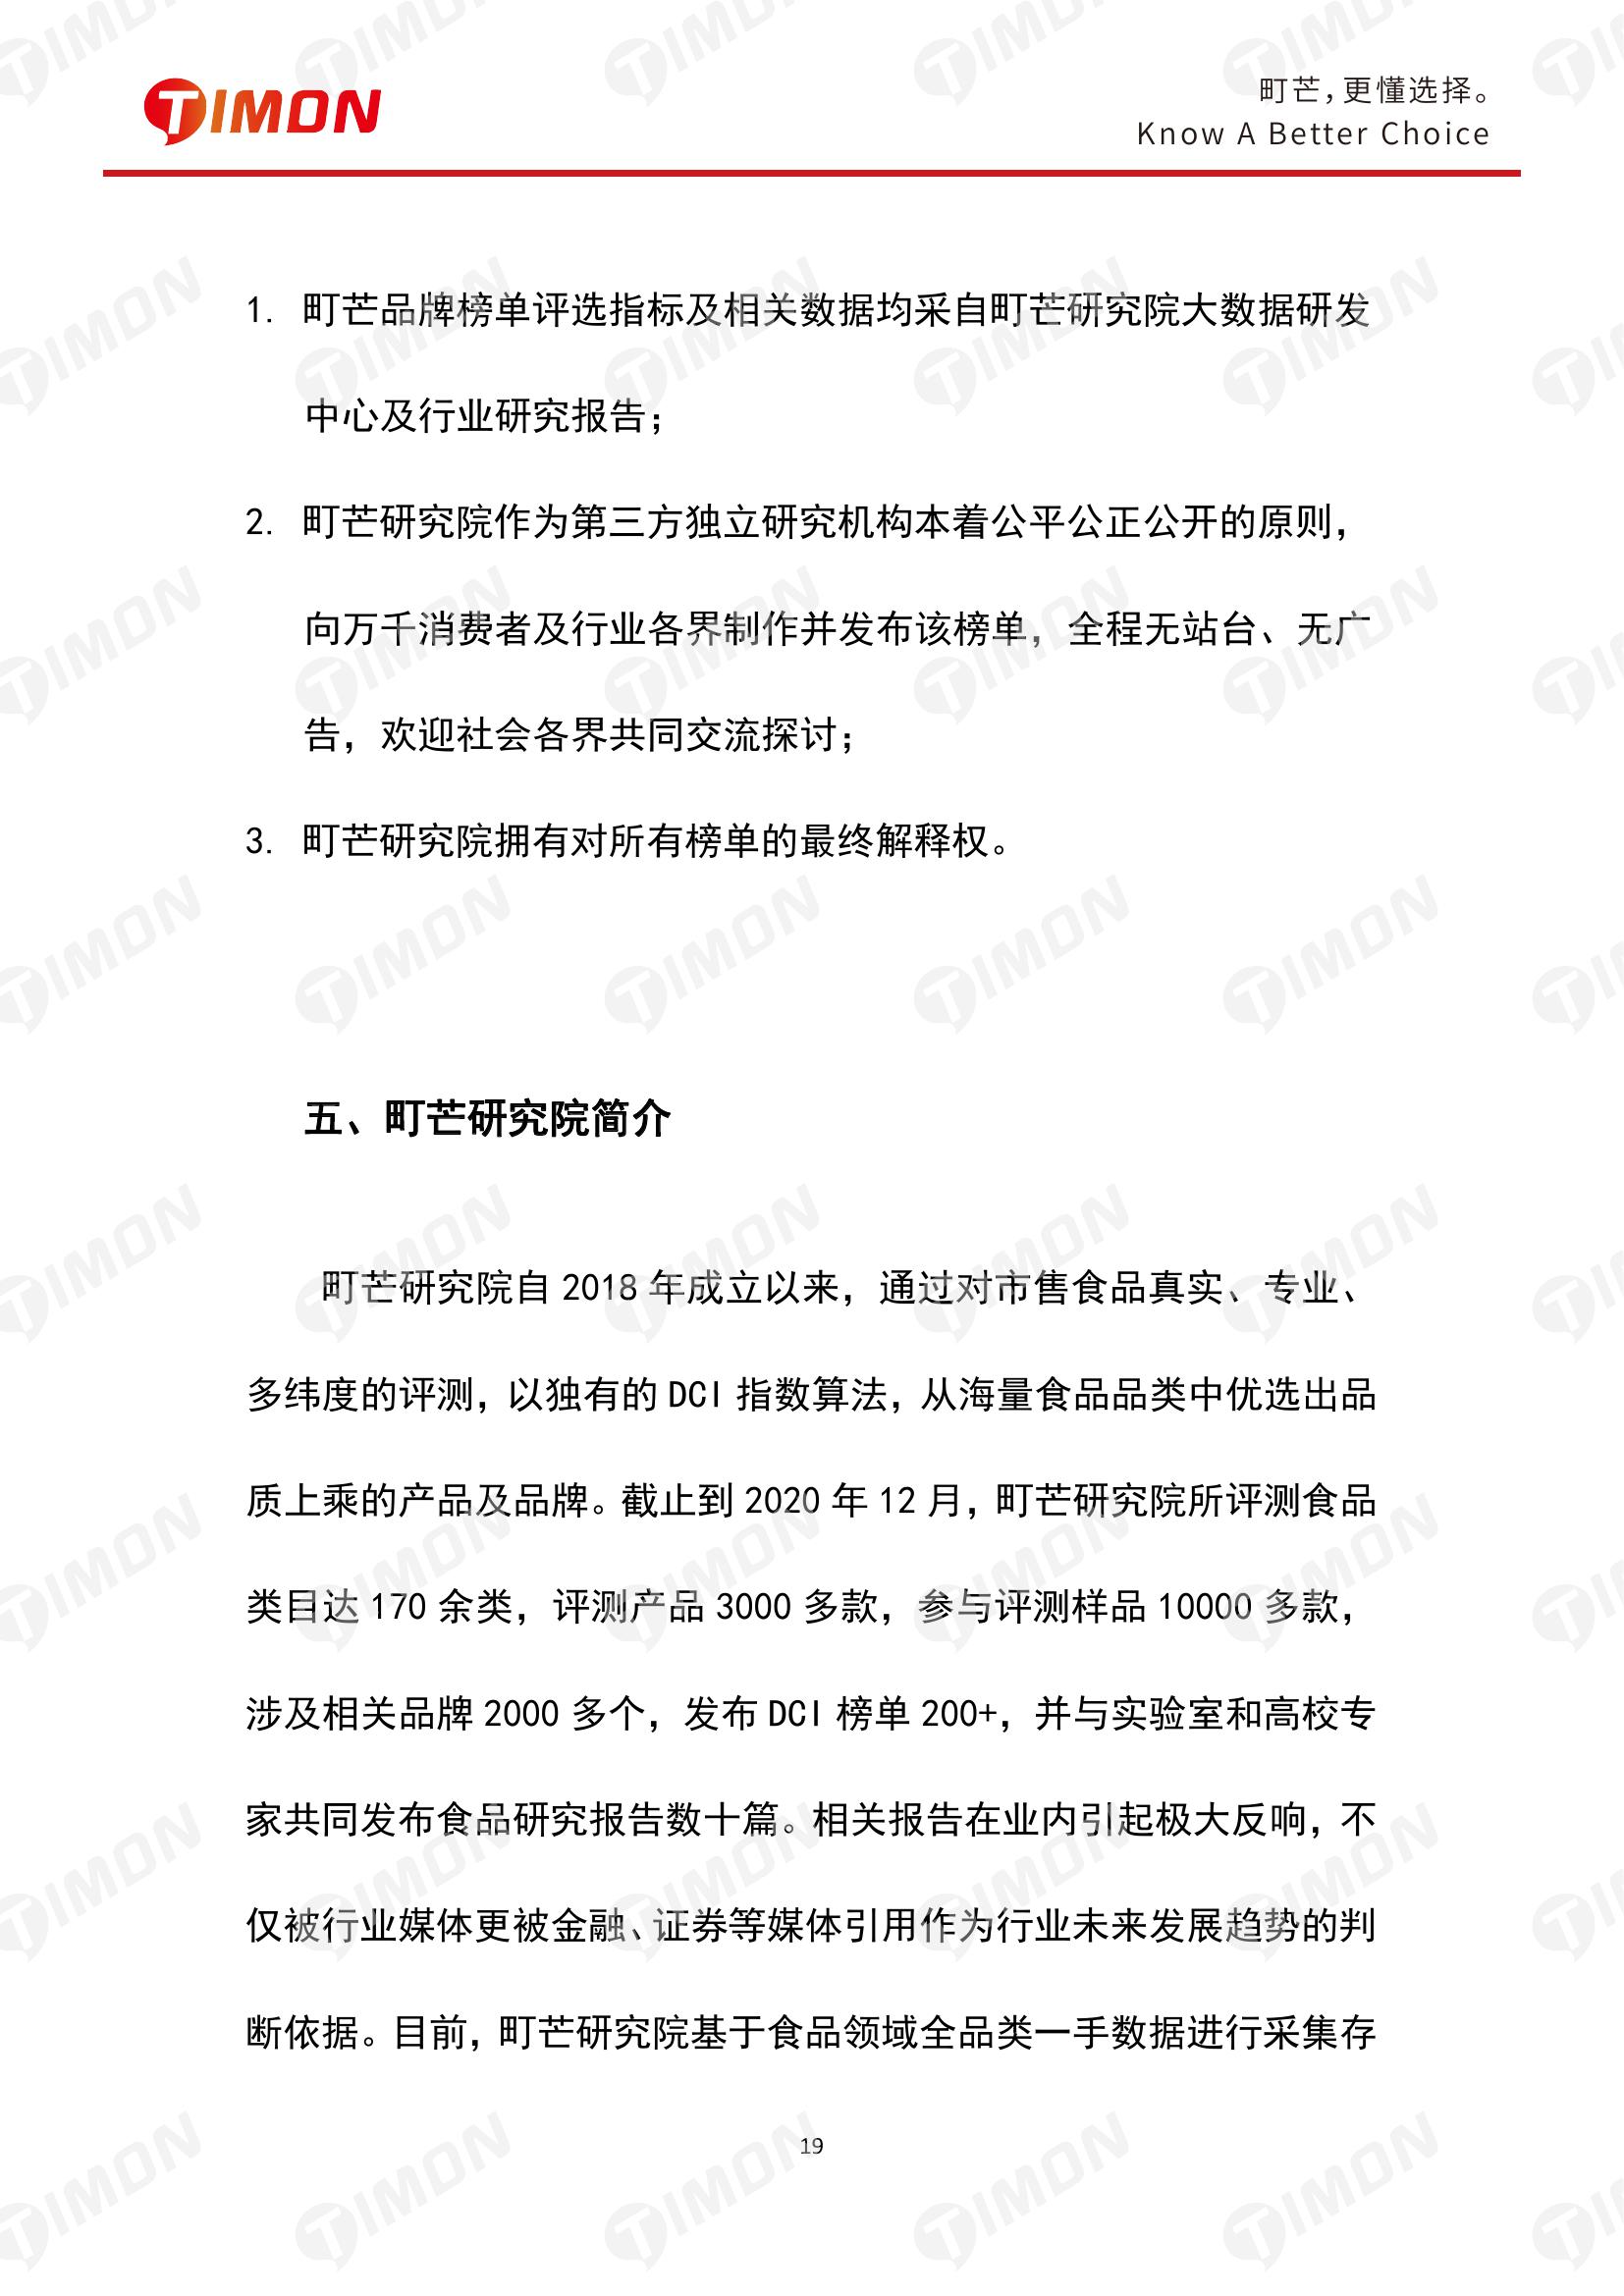 TIMON
町芒，更懂选择。
Know A Better Choice
1. 町芒品牌榜单评选指标及相关数据均采自町芒研究院大数据研发
中心及行业研究报告；
2. 町芒研究院作为第三方独立研究机构本着公平公正公开的原则，
向万千消费者及行业各界制作并发布该榜单，全程无站台、无广
告，欢迎社会各界共同交流探讨；
3. 町芒研究院拥有对所有榜单的最终解释权。
五、町芒研究院简介
町芒研究院自 2018 年成立以来，通过对市售食品真实、专业、
多纬度的评测，以独有的 DCI 指数算法，从海量食品品类中优选出品
质上乘的产品及品牌。截止到 2020 年 12 月，町芒研究院所评测食品
类目达 170 余类，评测产品 3000 多款，参与评测样品 10000 多款，
涉及相关品牌 2000 多个，发布 DCI 榜单 200+，并与实验室和高校专
家共同发布食品研究报告数十篇。相关报告在业内引起极大反响，不
仅被行业媒体更被金融、证券等媒体引用作为行业未来发展趋势的判
断依据。目前，町芒研究院基于食品领域全品类一手数据进行采集存
19